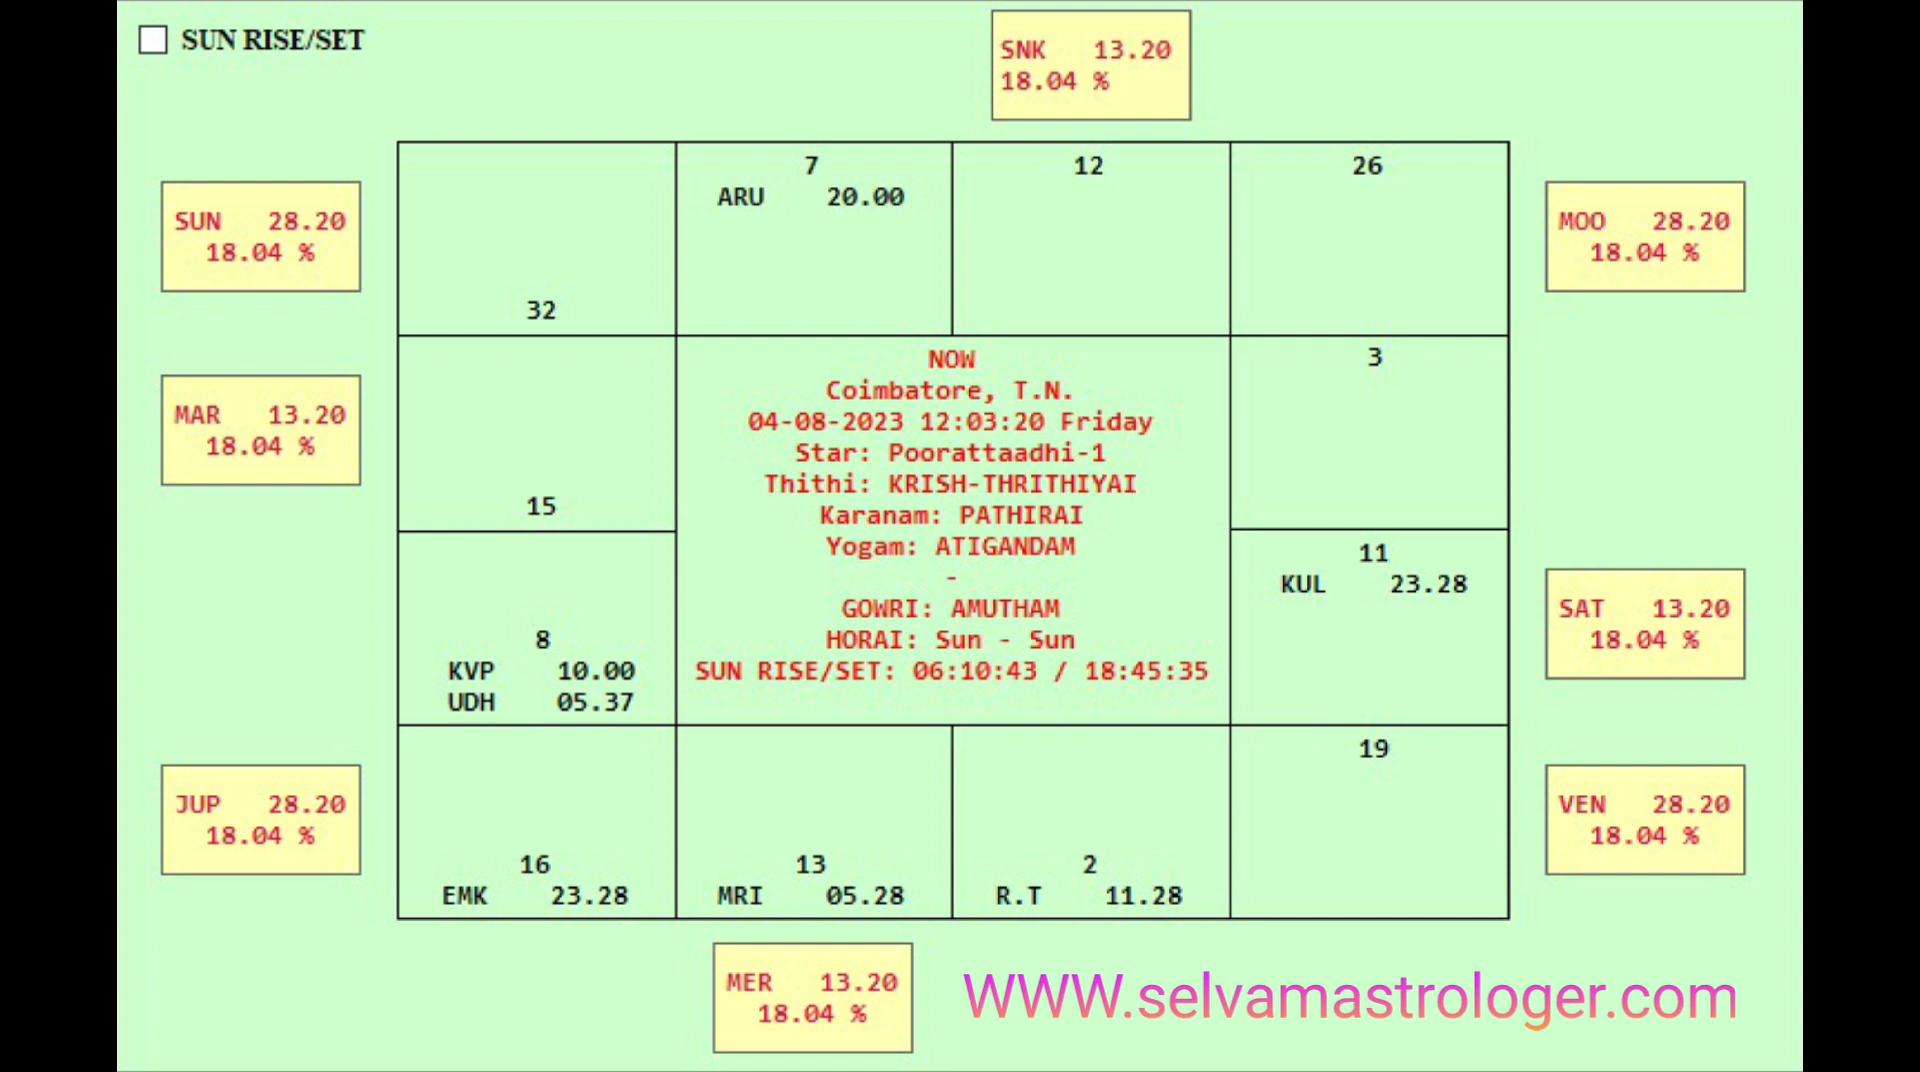 SUN RISE/SET
SNK 13.20
18.04 %
SUN 28.20
18.04 %
MOO 28.20
18.04 %
MAR 13.20
18.04 %
SAT 13.20
18.04 %
JUP 28.20
18.04 %
VEN 28.20
18.04 %
MER 13.20
18.04 %
32
7
ARU 20.00
12
26
15
3
8
KVP 10.00
UDH 05.37
11
KUL 23.28
16
EMK 23.28
13
MRI 05.28
2
R.T 11.28
19
NOW
Coimbatore, T.N.
04-08-2023 12:03:20 Friday
Star: Poorattaadhi-1
Thithi: KRISH-THRITHIYAI
Karanam: PATHIRAI
Yogam: ATIGANDAM
-
GOWRI: AMUTHAM
HORAI: Sun - Sun
SUN RISE/SET: 06:10:43 / 18:45:35
WWW.selvamastrologer.com